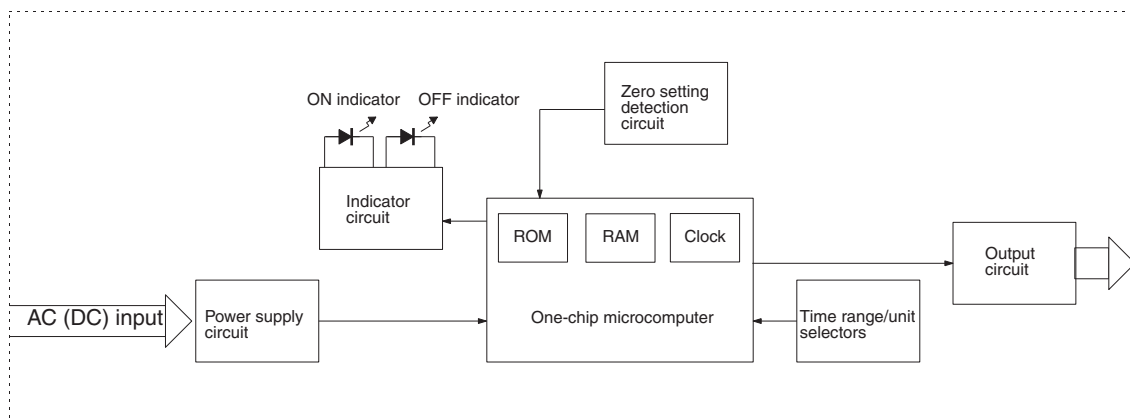 Zero setting
detection
circuit
ON indicator
OFF indicator
Indicator
circuit
ROM
RAM
Clock
Output
circuit
AC (DC) input
Power supply
circuit
One-chip microcomputer
Time range/unit
selectors